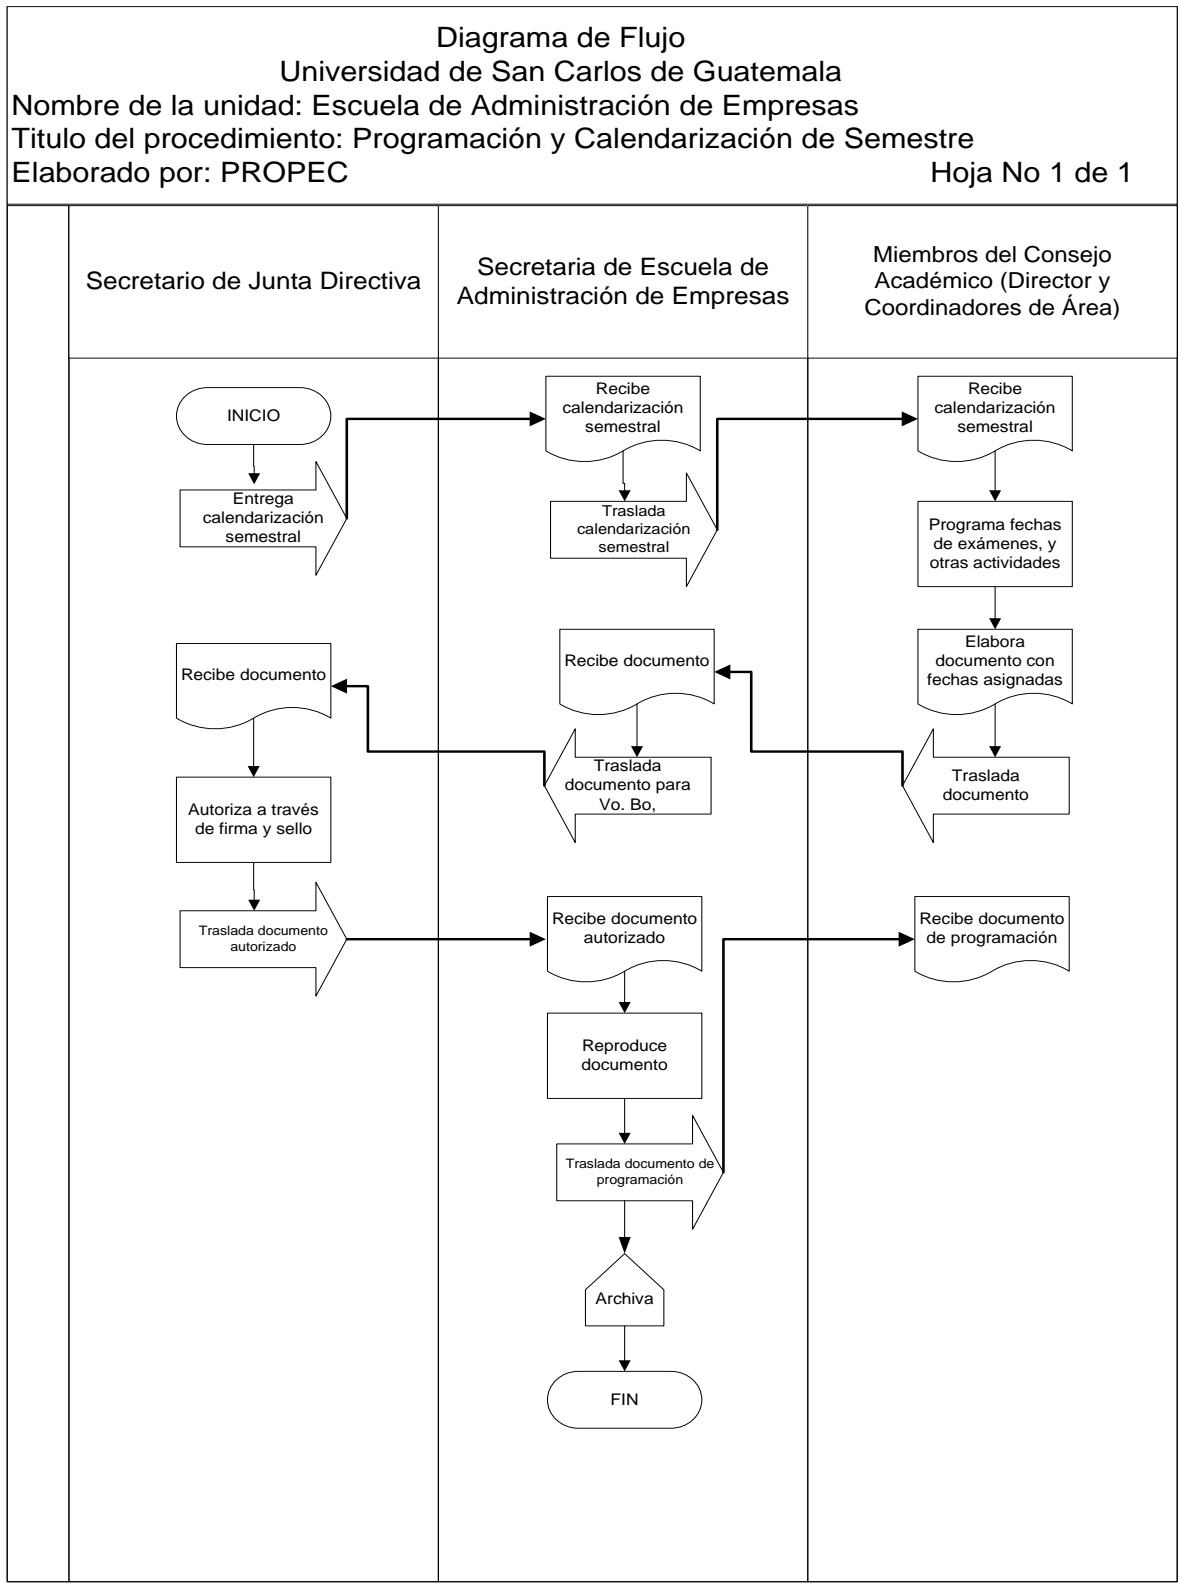 Diagrama de Flujo
Universidad de San Carlos de Guatemala
Nombre de la unidad: Escuela de Administración de Empresas
Titulo del procedimiento: Programación y Calendarización de Semestre
Elaborado por: PROPEC Hoja No 1 de 1
Secretario de Junta Directiva
Secretaria de Escuela de
Administración de Empresas
Miembros del Consejo
Académico (Director y
Coordinadores de Área)
INICIO
Entrega
calendarización
semestral
Recibe
calendarización
semestral
Traslada
calendarización
semestral
Recibe
calendarización
semestral
Programa fechas
de exámenes, y
otras actividades
Elabora
documento con
fechas asignadas
Traslada
documento
Recibe documento
Traslada
documento para
Vo. Bo,
Recibe documento
Autoriza a través
de firma y sello
Traslada documento
autorizado
Recibe documento
autorizado
Reproduce
documento
Traslada documento de
programación
Recibe documento
de programación
Archiva
FIN